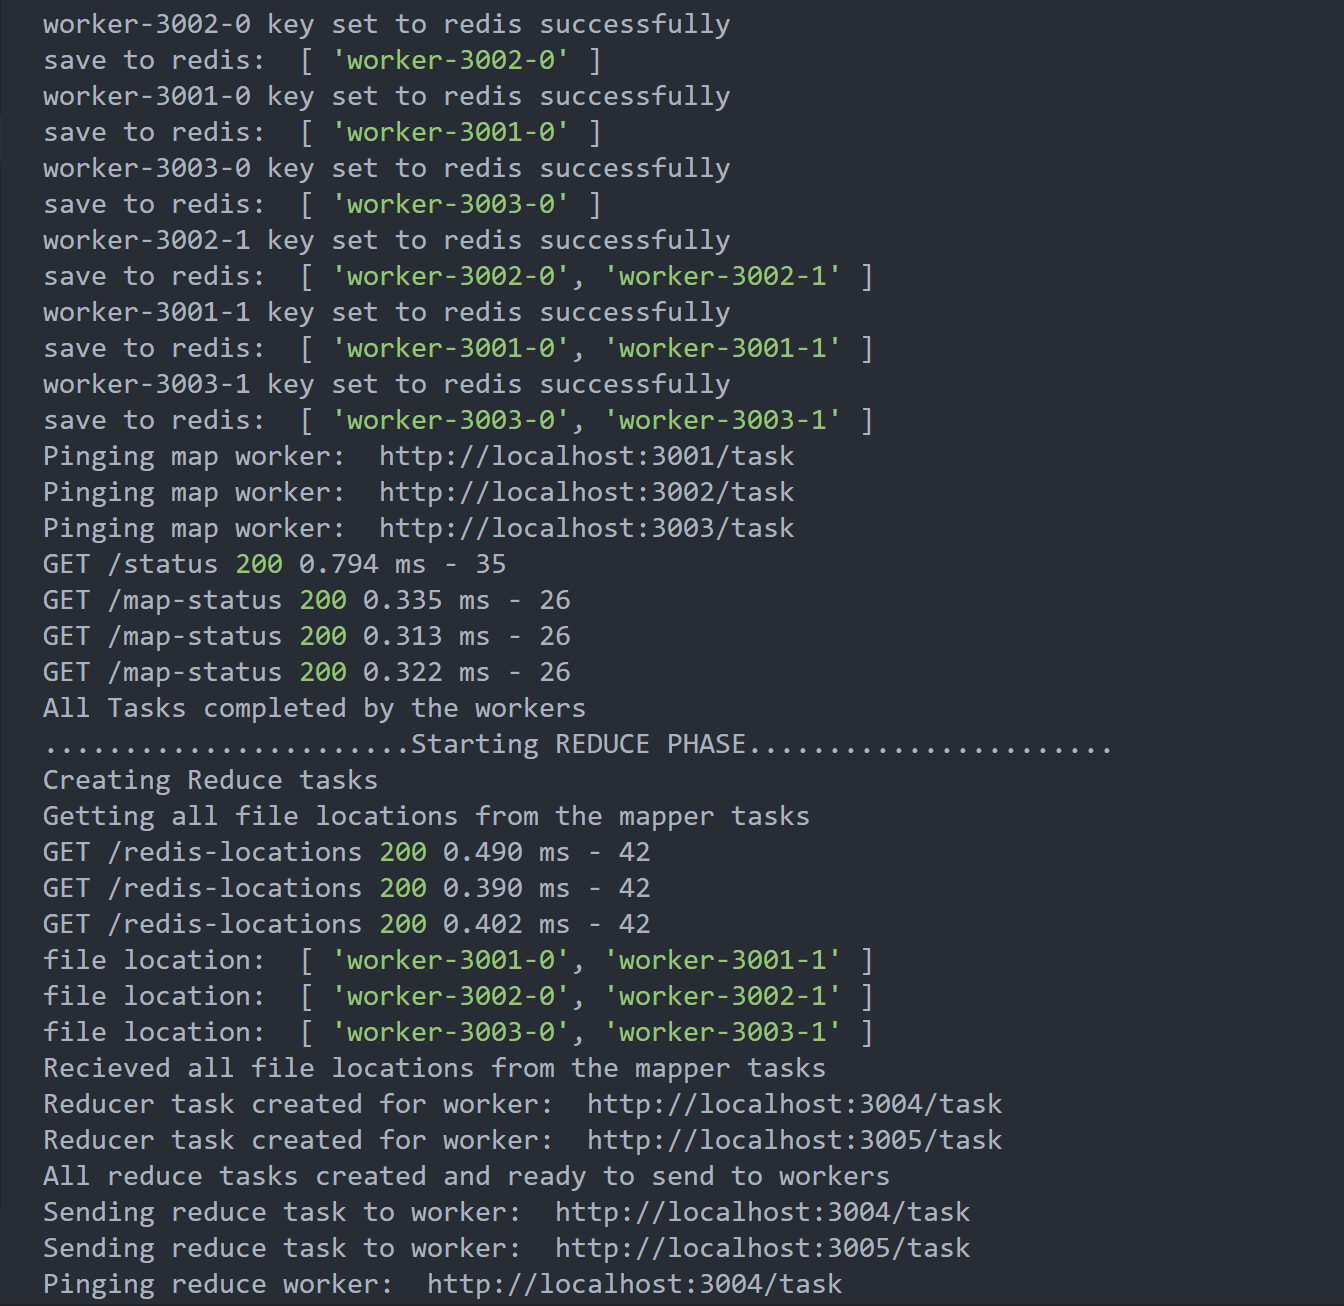 worker-3002-0 key set to redis successfully
save to redis:  [ 'worker-3002-0' ]
worker-3001-0 key set to redis successfully
save to redis:  [ 'worker-3001-0' ]
worker-3003-0 key set to redis successfully
save to redis:  [ 'worker-3003-0' ]
worker-3002-1 key set to redis successfully
save to redis:  [ 'worker-3002-0', 'worker-3002-1' ]
worker-3001-1 key set to redis successfully
save to redis:  [ 'worker-3001-0', 'worker-3001-1' ]
worker-3003-1 key set to redis successfully
save to redis:  [ 'worker-3003-0', 'worker-3003-1' ]
Pinging map worker:  http://localhost:3001/task
Pinging map worker:  http://localhost:3002/task
Pinging map worker:  http://localhost:3003/task
GET /status 200 0.794 ms - 35
GET /map-status 200 0.335 ms - 26
GET /map-status 200 0.313 ms - 26
GET /map-status 200 0.322 ms - 26
All Tasks completed by the workers
.......................Starting REDUCE PHASE.......................
Creating Reduce tasks
Getting all file locations from the mapper tasks
GET /redis-locations 200 0.490 ms - 42
GET /redis-locations 200 0.390 ms - 42
GET /redis-locations 200 0.402 ms - 42
file location:  [ 'worker-3001-0', 'worker-3001-1' ]
file location:  [ 'worker-3002-0', 'worker-3002-1' ]
file location:  [ 'worker-3003-0', 'worker-3003-1' ]
Recieved all file locations from the mapper tasks
Reducer task created for worker:  http://localhost:3004/task
Reducer task created for worker:  http://localhost:3005/task
All reduce tasks created and ready to send to workers
Sending reduce task to worker:  http://localhost:3004/task
Sending reduce task to worker:  http://localhost:3005/task
Pinging reduce worker:  http://localhost:3004/task